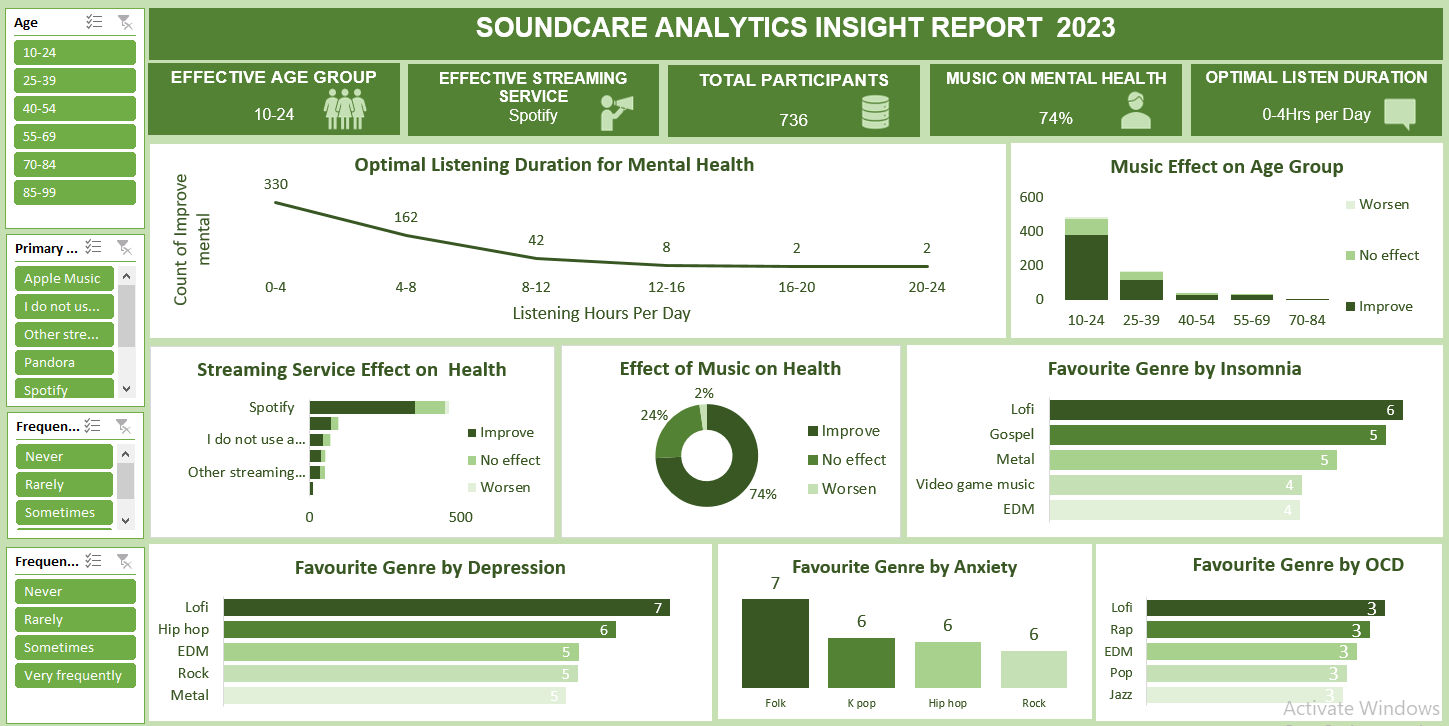 SOUNDCARE ANALYTICS INSIGHT REPORT 2023
Age
10-24
25-39
40-54
55-69
70-84
85-99
Primary ...
Apple Music
I do not us...
Other stre...
Pandora
Spotify
Frequen...
Never
Rarely
Sometimes
Frequen...
Never
Rarely
Sometimes
Very frequently
EFFECTIVE AGE GROUP
10-24
EFFECTIVE STREAMING
SERVICE
Spotify
TOTAL PARTICIPANTS
736
MUSIC ON MENTAL HEALTH
74%
OPTIMAL LISTEN DURATION
0-4Hrs per Day
Optimal Listening Duration for Mental Health
Count of Improve
mental
330
162
42
8
2
2
0-4
4-8
8-12
12-16
16-20
20-24
Listening Hours Per Day
Music Effect on Age Group
600
400
200
0
10-24
25-39
40-54
55-69
70-84
Worsen
No effect
Improve
Streaming Service Effect on Health
Spotify
I do not use a...
Other streaming...
0
500
Improve
No effect
Worsen
Effect of Music on Health
2%
24%
74%
Improve
No effect
Worsen
Favourite Genre by Insomnia
Lofi 6
Gospel 5
Metal 5
Video game music 4
EDM 4
Favourite Genre by Depression
Lofi 7
Hip hop 6
EDM 5
Rock 5
Metal 5
Favourite Genre by Anxiety
7
6
6
6
Folk
K pop
Hip hop
Rock
Favourite Genre by OCD
Lofi 3
Rap 3
EDM 3
Pop 3
Jazz 3
Activate Windows